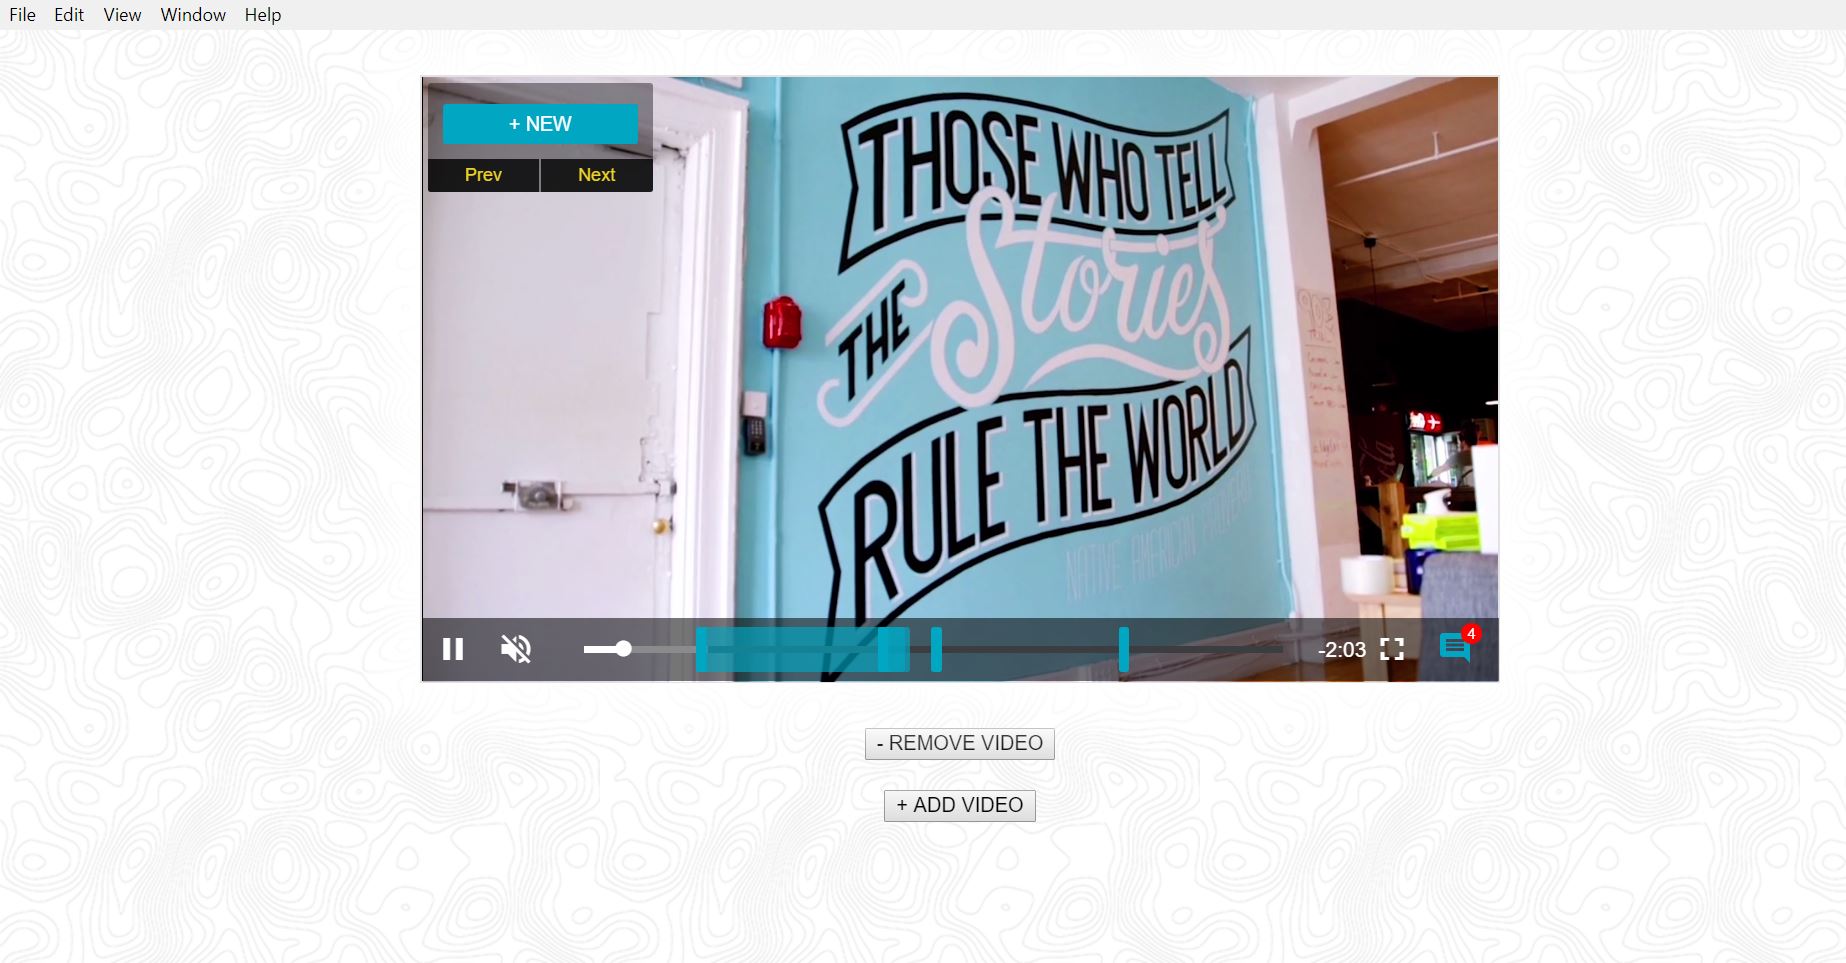 File Edit View Window Help
+ NEW
Prev Next
THOSE WHO TELL
THE Stories
RULE THE WORLD
NATIVE AMERICAN PROVERB
-2:03
4
- REMOVE VIDEO
+ ADD VIDEO